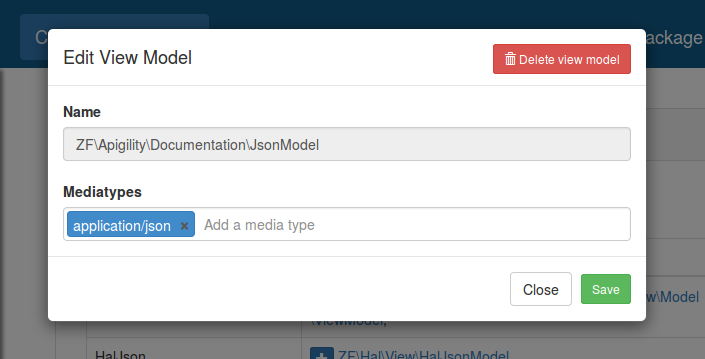 C
ackage
Edit View Model
Delete view model
Name
ZF\Apigility\Documentation\JsonModel
Mediatypes
application/json × Add a media type
Close
Save
w\Model
\ViewModel,
HalJson
ZF\Hal\View\HalJsonModel